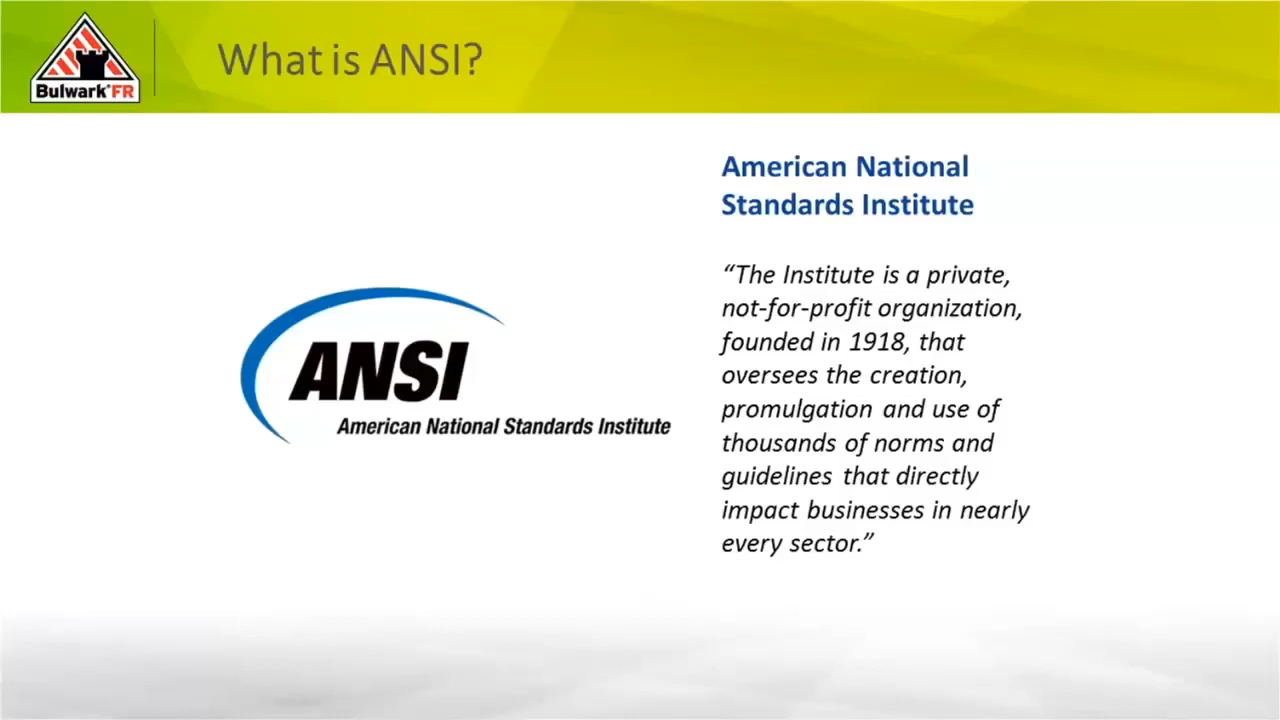 Bulwark®FR
What is ANSI?
American National
Standards Institute
“The Institute is a private,
not-for-profit organization,
founded in 1918, that
oversees the creation,
promulgation and use of
thousands of norms and
guidelines that directly
impact businesses in nearly
every sector.”
ANSI
American National Standards Institute